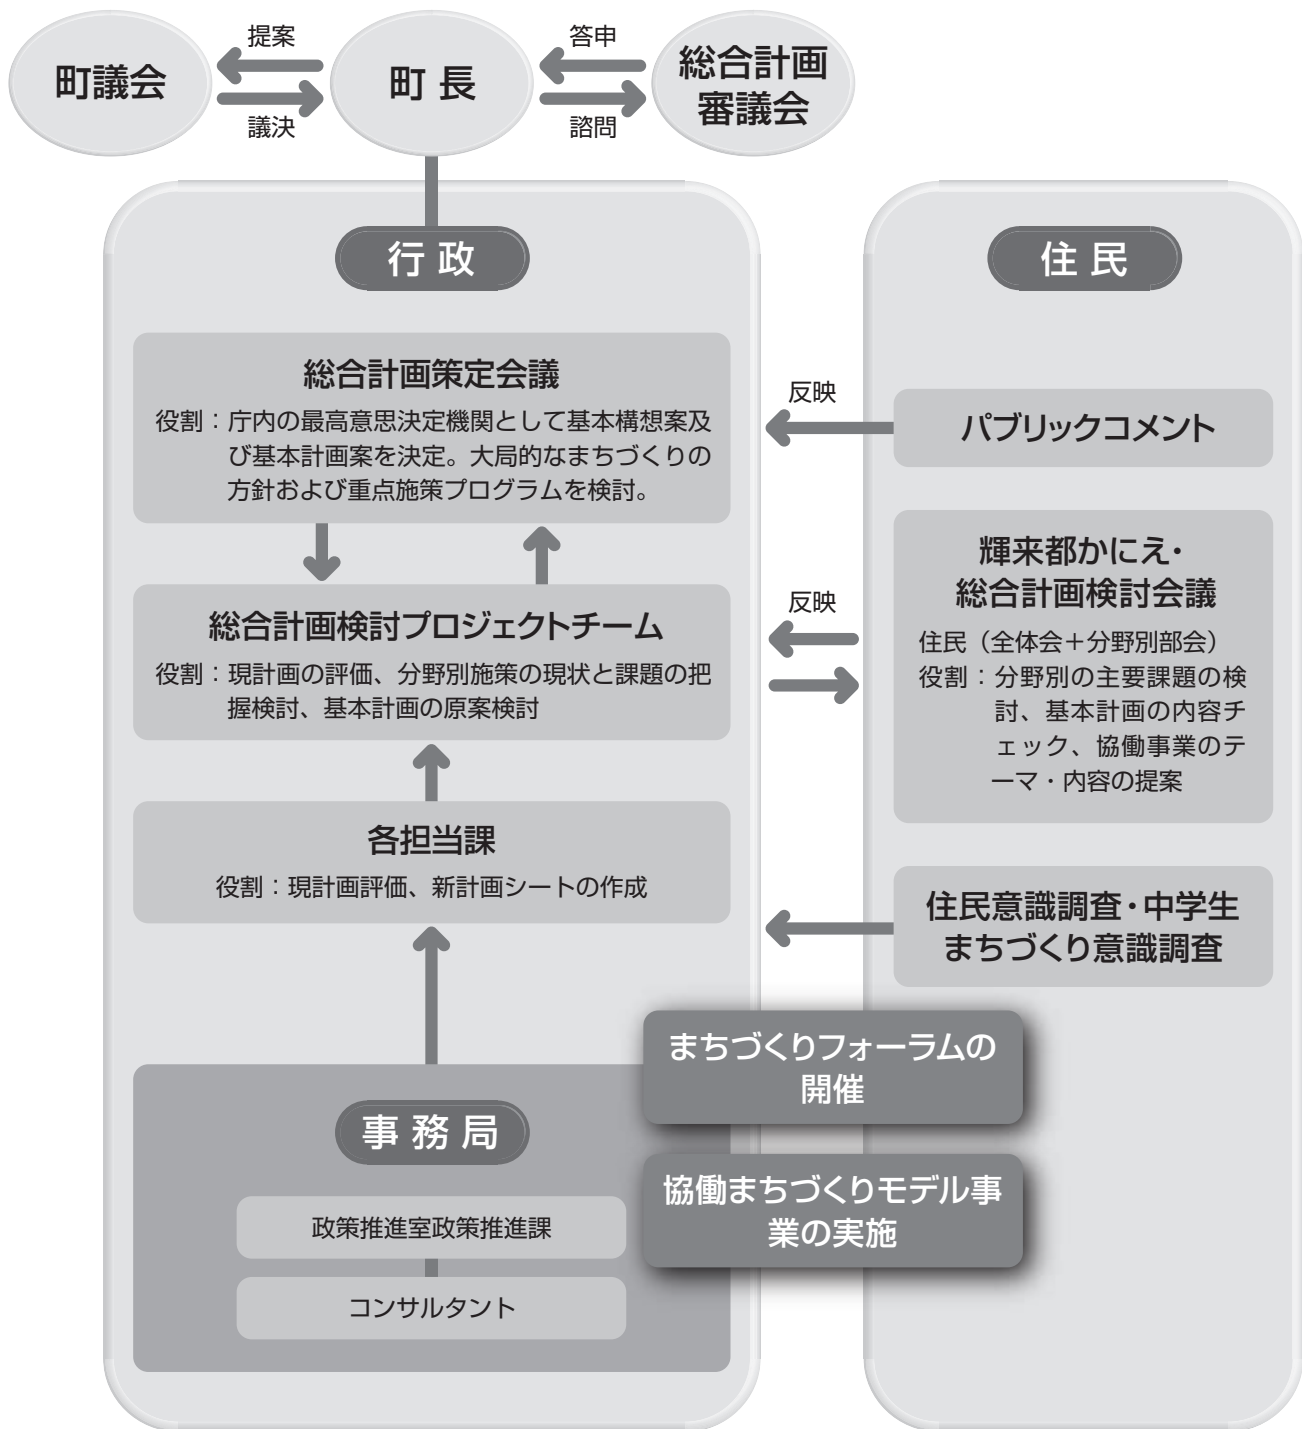 提案
答申
町議会
町 長
総合計画
審議会
議決
諮問
行 政
総合計画策定会議
役割：庁内の最高意思決定機関として基本構想案及
び基本計画案を決定。大局的なまちづくりの
方針および重点施策プログラムを検討。
総合計画検討プロジェクトチーム
役割：現計画の評価、分野別施策の現状と課題の把
握検討、基本計画の原案検討
各担当課
役割：現計画評価、新計画シートの作成
事 務 局
政策推進室政策推進課
コンサルタント
反映
反映
住 民
パブリックコメント
輝来都かにえ・
総合計画検討会議
住民（全体会＋分野別部会）
役割：分野別の主要課題の検
討、基本計画の内容チ
ェック、協働事業のテ
ーマ・内容の提案
住民意識調査・中学生
まちづくり意識調査
まちづくりフォーラムの
開催
協働まちづくりモデル事
業の実施